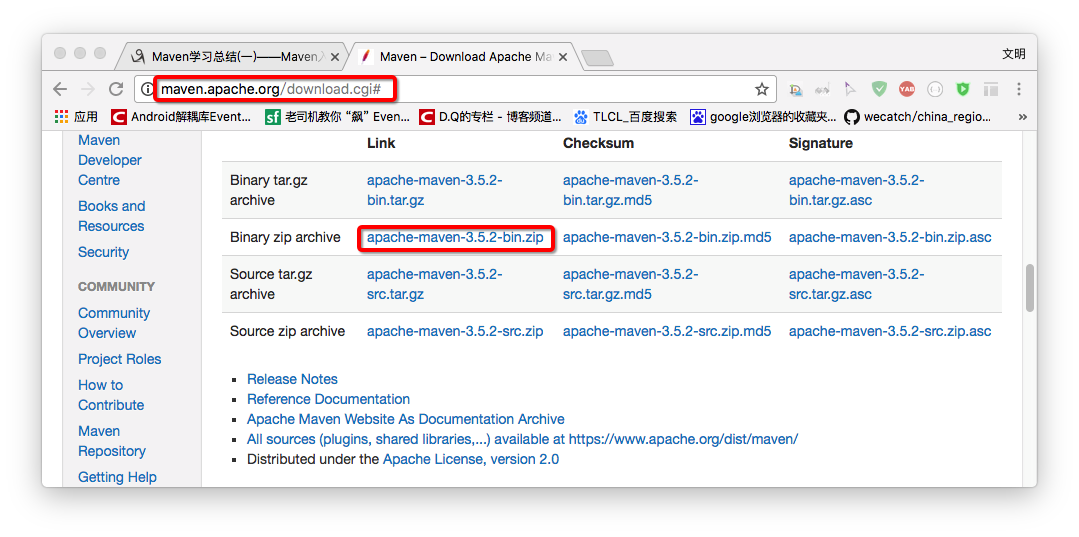 Maven学习总结(一)——Maven入
Maven – Download Apache Ma
文明
maven.apache.org/download.cgi#
应用
Android解耦库Event...
老司机教你“飙”Even...
D.Q的专栏 - 博客频道...
TLCL_百度搜索
google浏览器的收藏夹...
wecatch/china_regio...
»
Maven
Developer
Centre
Books and
Resources
Security
COMMUNITY
Community
Overview
Project Roles
How to
Contribute
Maven
Repository
Getting Help
Link Checksum Signature
Binary tar.gz archive apache-maven-3.5.2-bin.tar.gz apache-maven-3.5.2-bin.tar.gz.md5 apache-maven-3.5.2-bin.tar.gz.asc
Binary zip archive apache-maven-3.5.2-bin.zip apache-maven-3.5.2-bin.zip.md5 apache-maven-3.5.2-bin.zip.asc
Source tar.gz archive apache-maven-3.5.2-src.tar.gz apache-maven-3.5.2-src.tar.gz.md5 apache-maven-3.5.2-src.tar.gz.asc
Source zip archive apache-maven-3.5.2-src.zip apache-maven-3.5.2-src.zip.md5 apache-maven-3.5.2-src.zip.asc
Release Notes
Reference Documentation
Apache Maven Website As Documentation Archive
All sources (plugins, shared libraries,...) available at https://www.apache.org/dist/maven/
Distributed under the Apache License, version 2.0